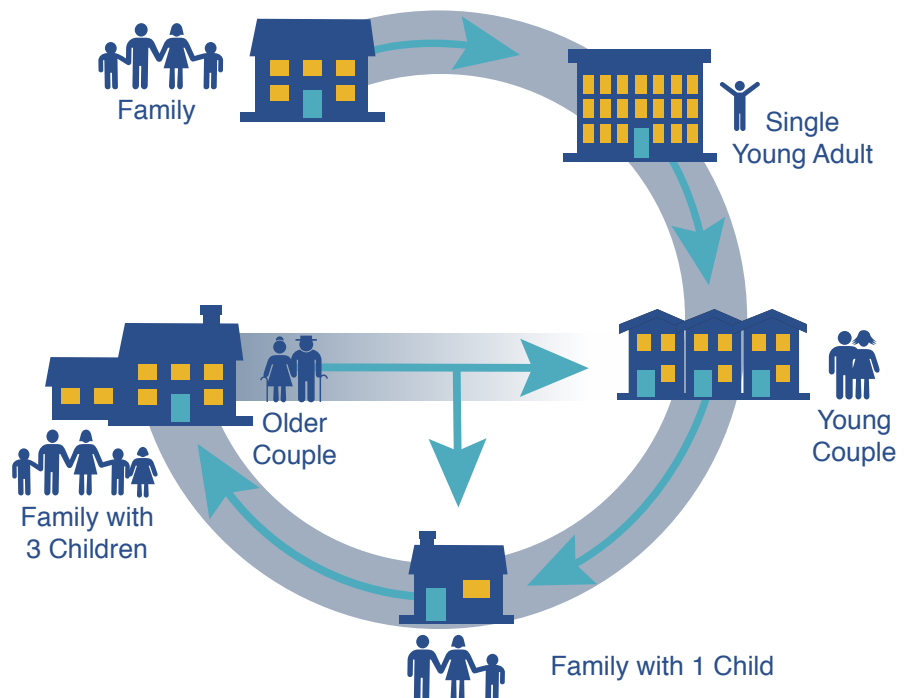 Family
Single
Young Adult
Older
Couple
Young
Couple
Family with
3 Children
Family with 1 Child